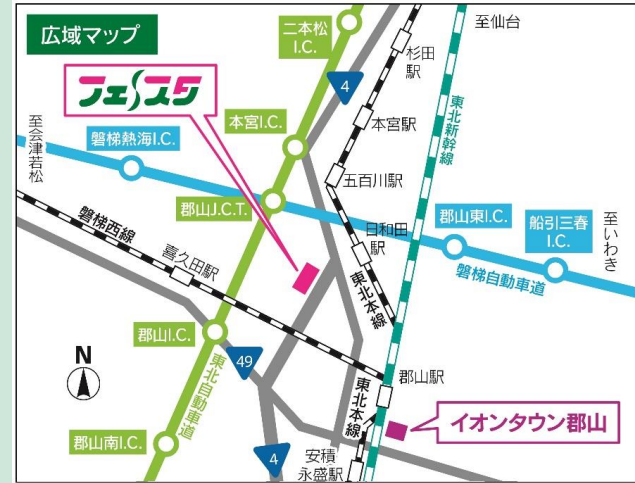 広域マップ
フェスタ
二本松
I.C.
至仙台
杉田
駅
4
本宮I.C.
本宮駅
東北新幹線
至会津若松
磐梯熱海I.C.
五百川駅
郡山J.C.T.
日和田
駅
郡山東I.C.
船引三春
I.C.
至いわき
磐梯西線
喜久田駅
磐梯自動車道
東北本線
郡山I.C.
N
49
東北自動車道
郡山駅
東北本線
イオンタウン郡山
郡山南I.C.
4
安積
永盛駅